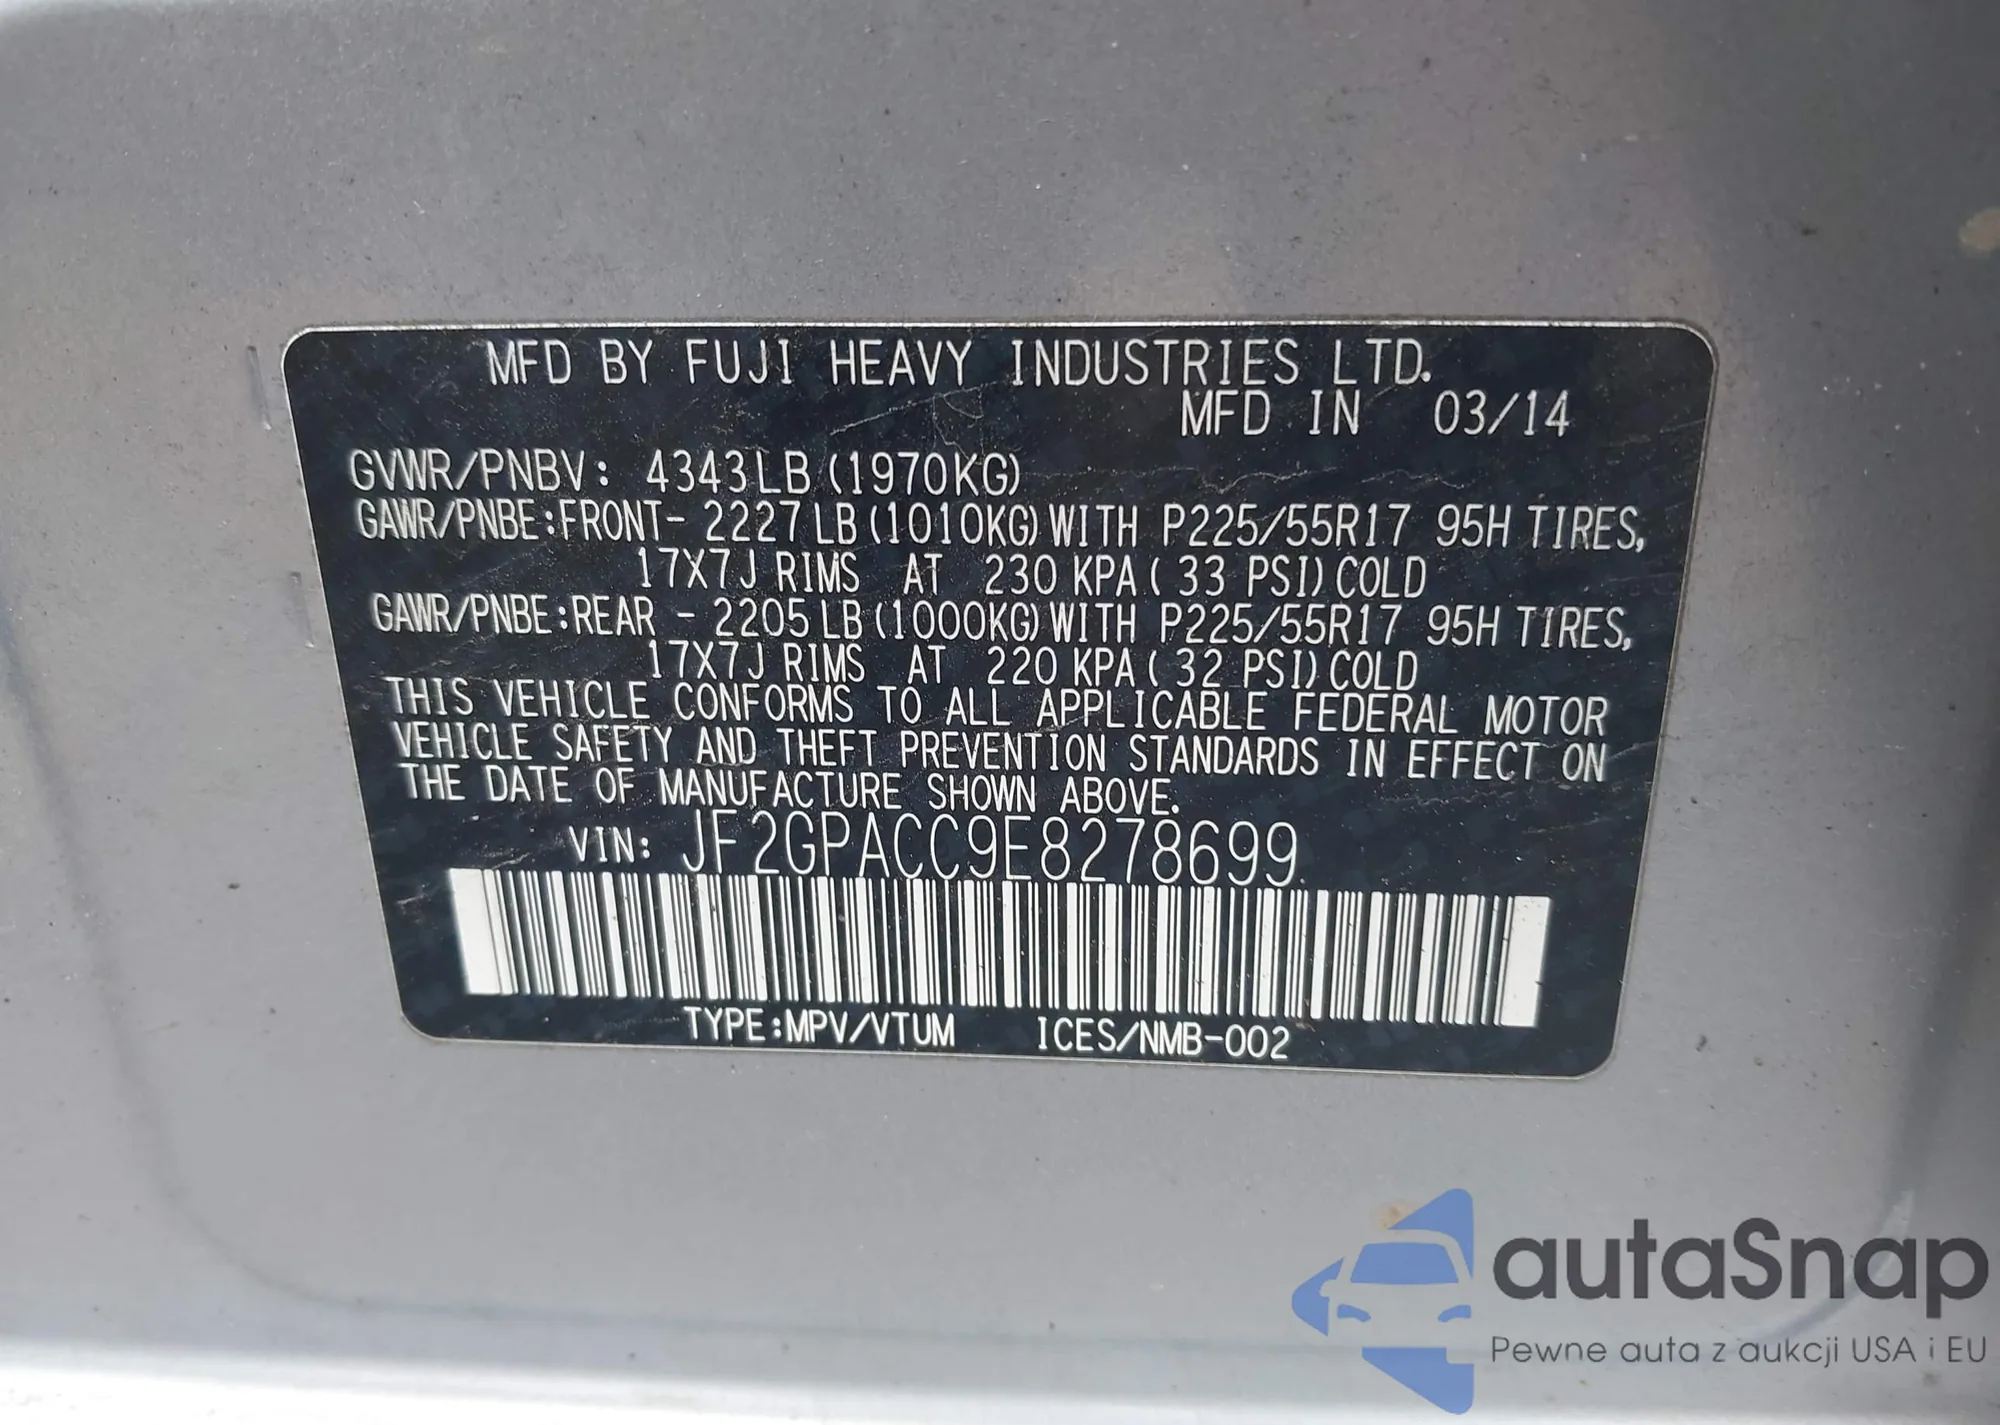 MFD BY FUJI HEAVY INDUSTRIES LTD.
MFD IN 03/14
GVWR/PNBV: 4343LB (1970KG)
GAWR/PNBE:FRONT- 2227 LB (1010KG) WITH P225/55R17 95H TIRES,
17X7J RIMS AT 230 KPA ( 33 PSI) COLD
GAWR/PNBE:REAR - 2205 LB (1000KG) WITH P225/55R17 95H TIRES,
17X7J RIMS AT 220 KPA ( 32 PSI) COLD
THIS VEHICLE CONFORMS TO ALL APPLICABLE FEDERAL MOTOR
VEHICLE SAFETY AND THEFT PREVENTION STANDARDS IN EFFECT ON
THE DATE OF MANUFACTURE SHOWN ABOVE.
VIN: JF2GPACC9E8278699
TYPE:MPV/VTUM ICES/NMB-002
autaSnap
Pewne auta z aukcji USA i EU